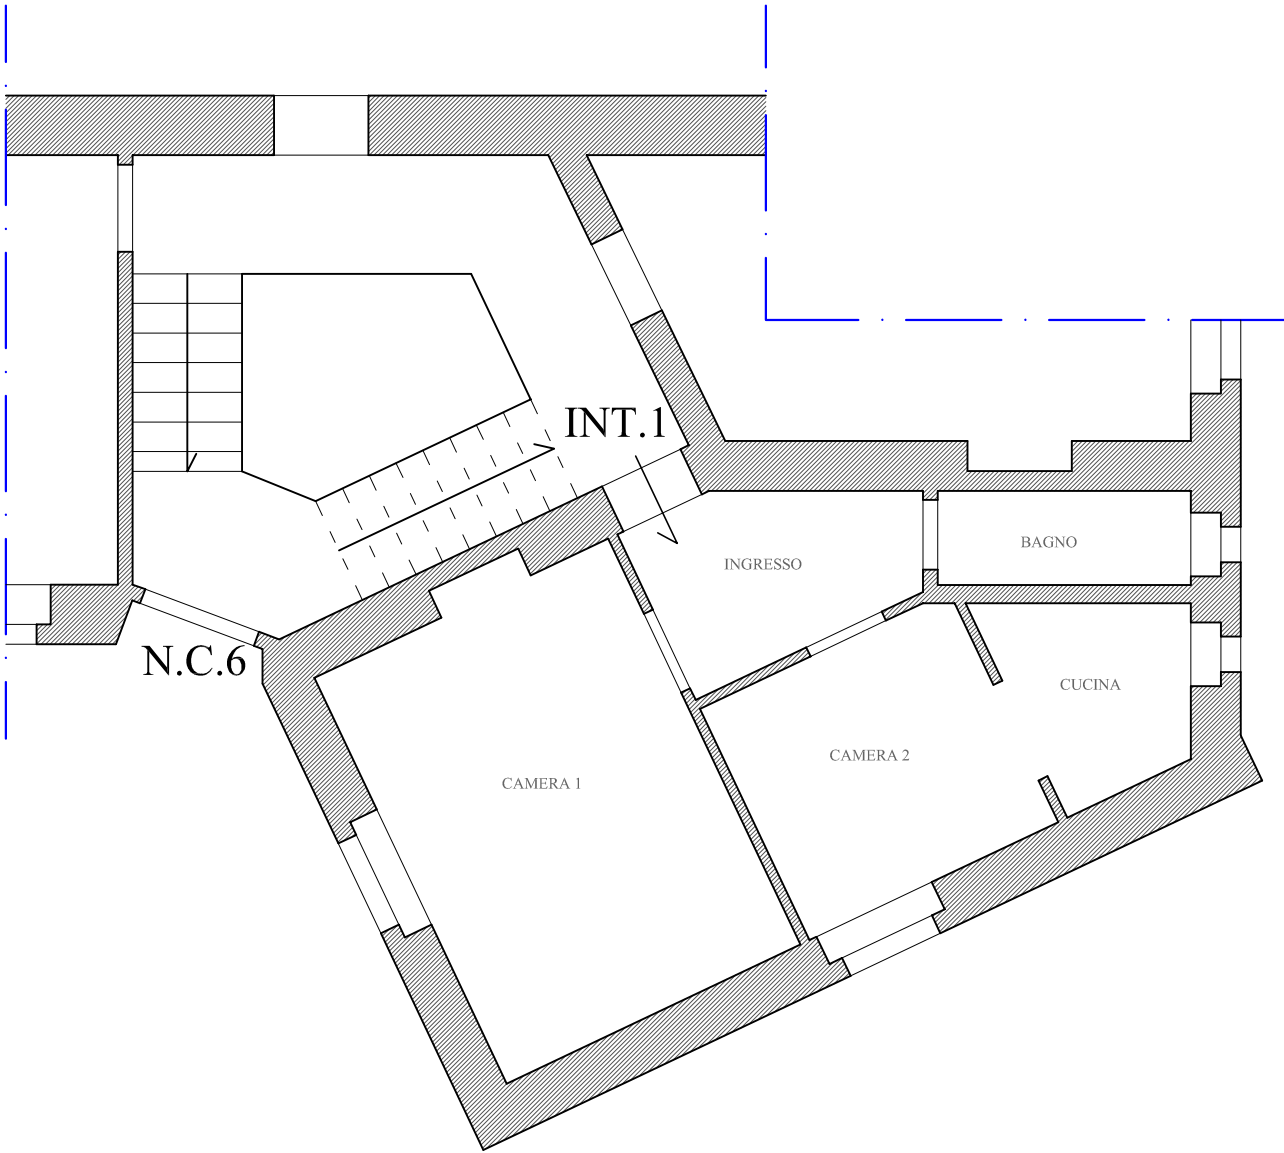 INT.1
BAGNO
INGRESSO
N.C.6
CUCINA
CAMERA 2
CAMERA 1